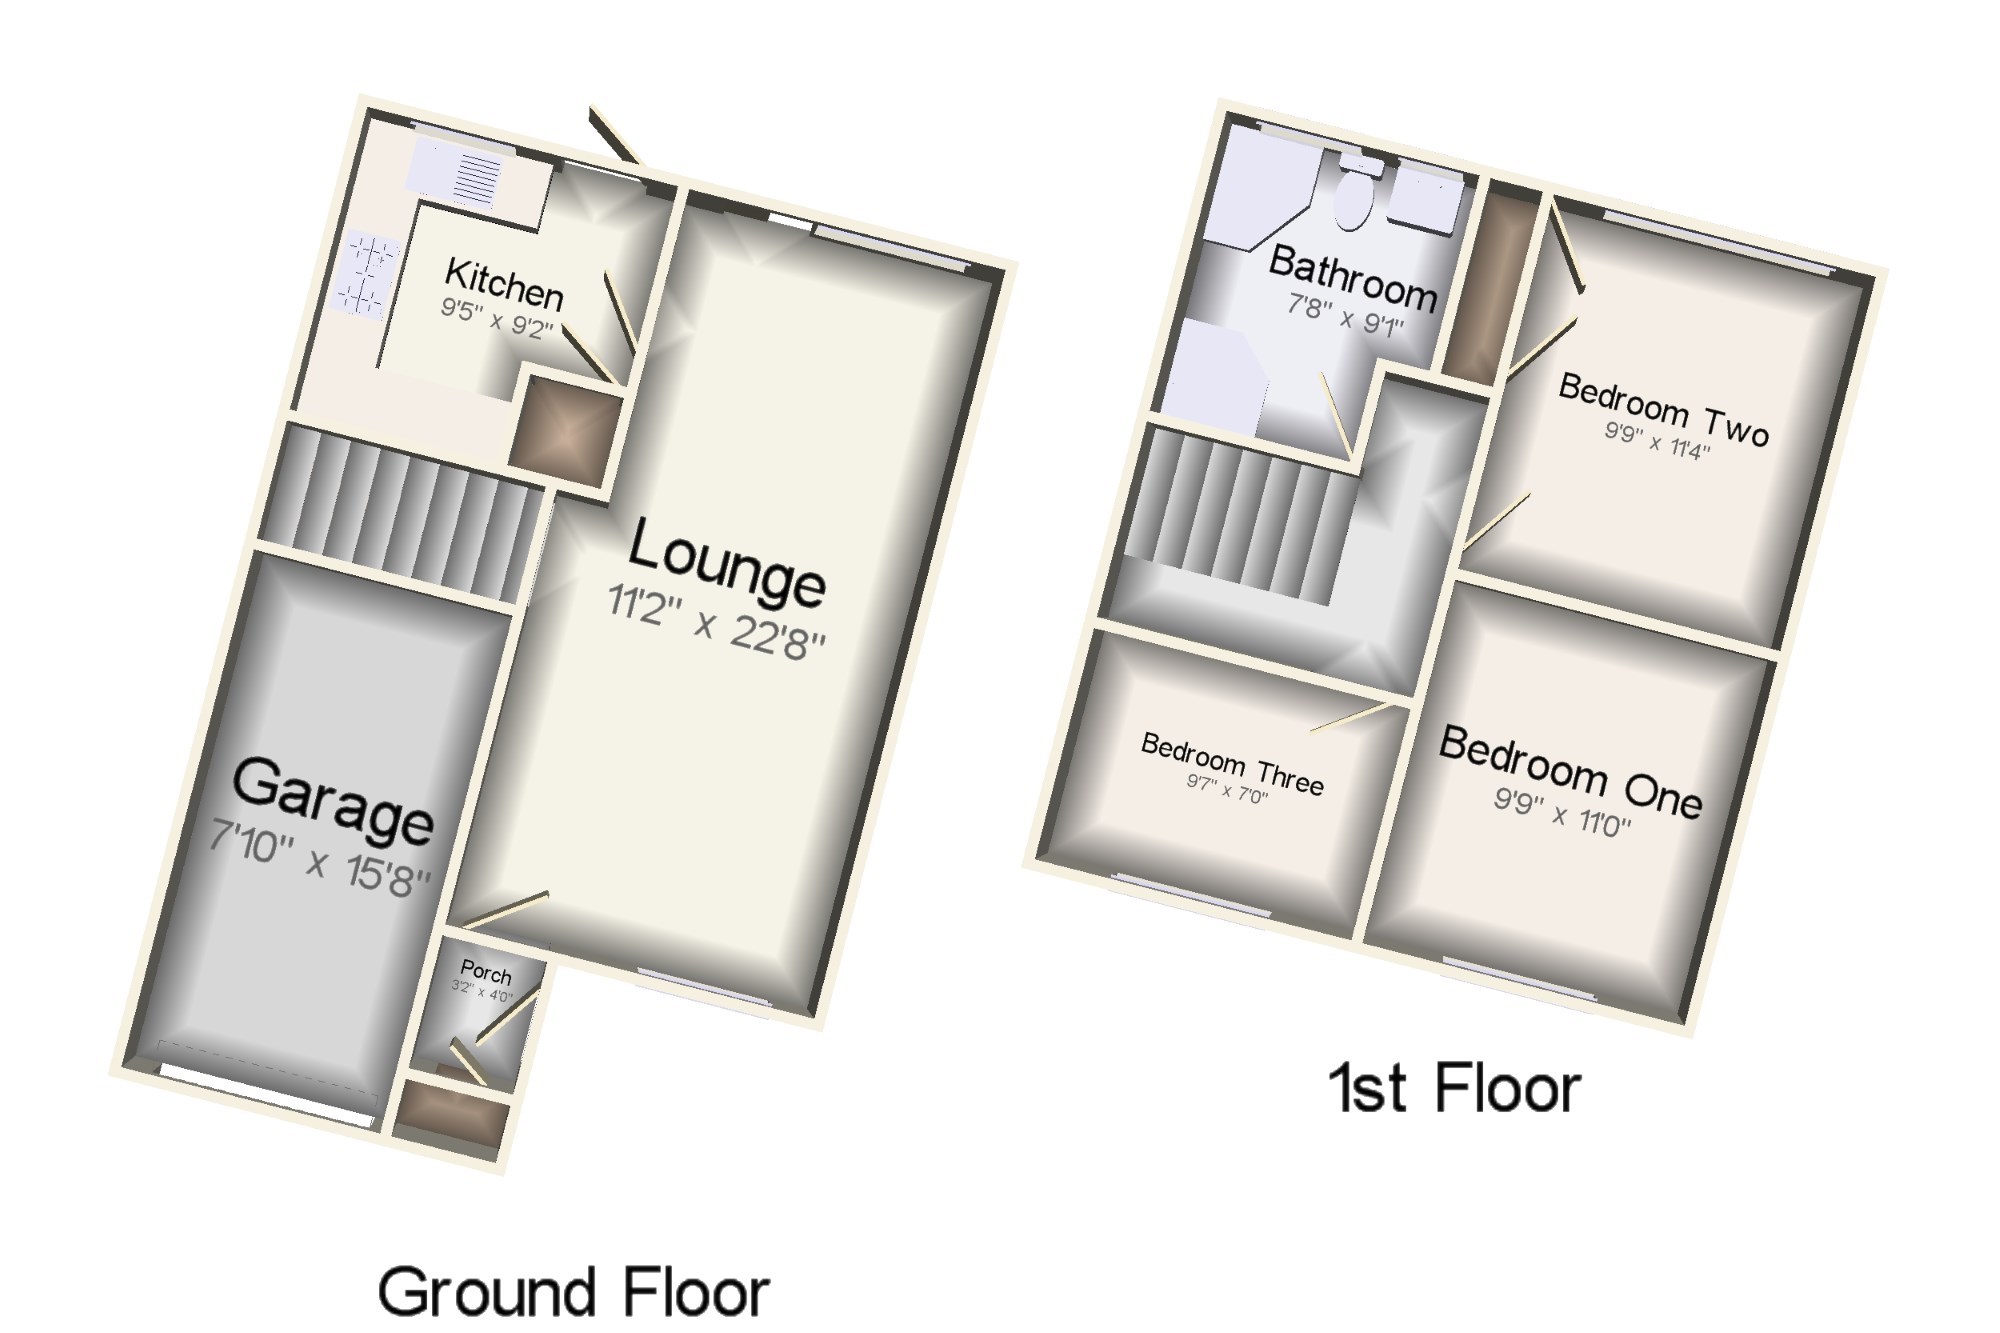 Kitchen
9'5" x 9'2"
Lounge
11'2" x 22'8"
Garage
7'10" x 15'8"
Porch
3'2" x 4'0"
Ground Floor
Bathroom
7'8" x 9'1"
Bedroom Two
9'9" x 11'4"
Bedroom Three
9'7" x 7'0"
Bedroom One
9'9" x 11'0"
1st Floor